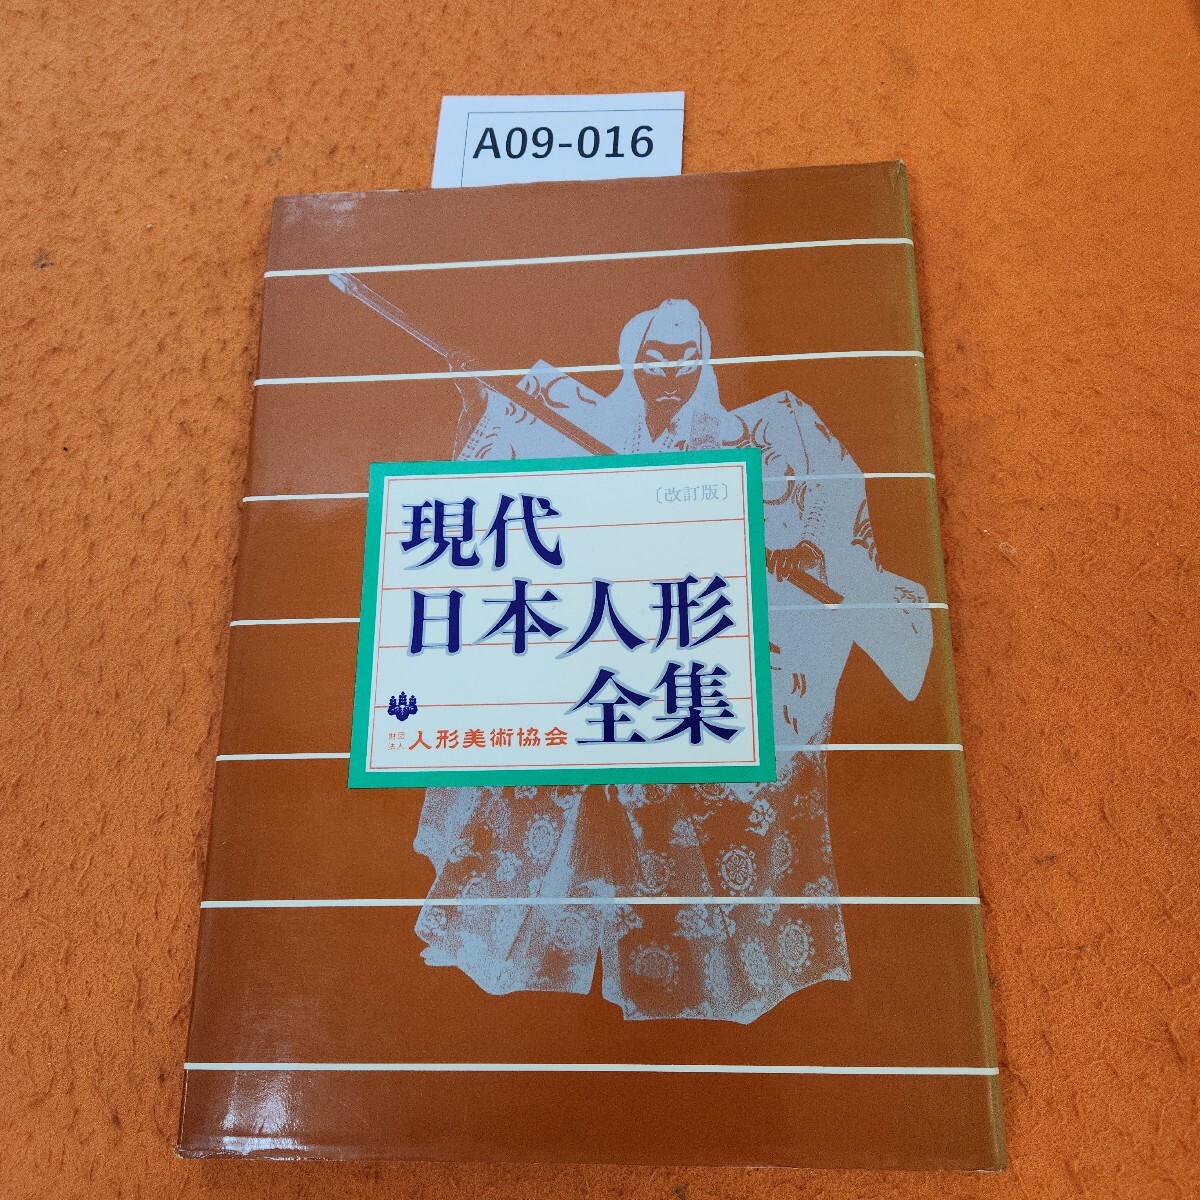 A09-016
〔改訂版〕
現代
日本人形
全集
財団法人 人形美術協会